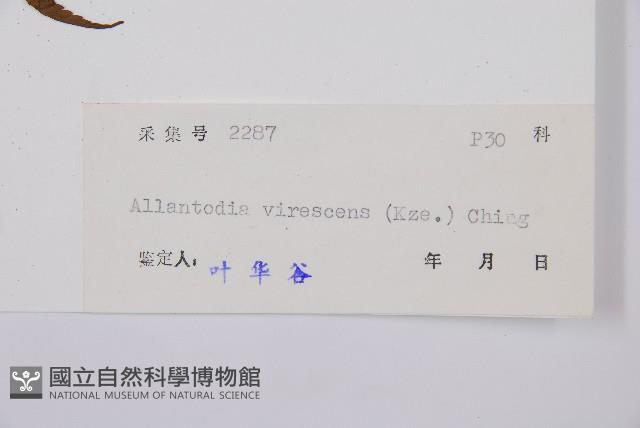 采集号 2287 P30 科
Allantodia virescens (Kze.) Ching
鉴定人: 叶华谷 年 月 日
國立自然科學博物館
NATIONAL MUSEUM OF NATURAL SCIENCE